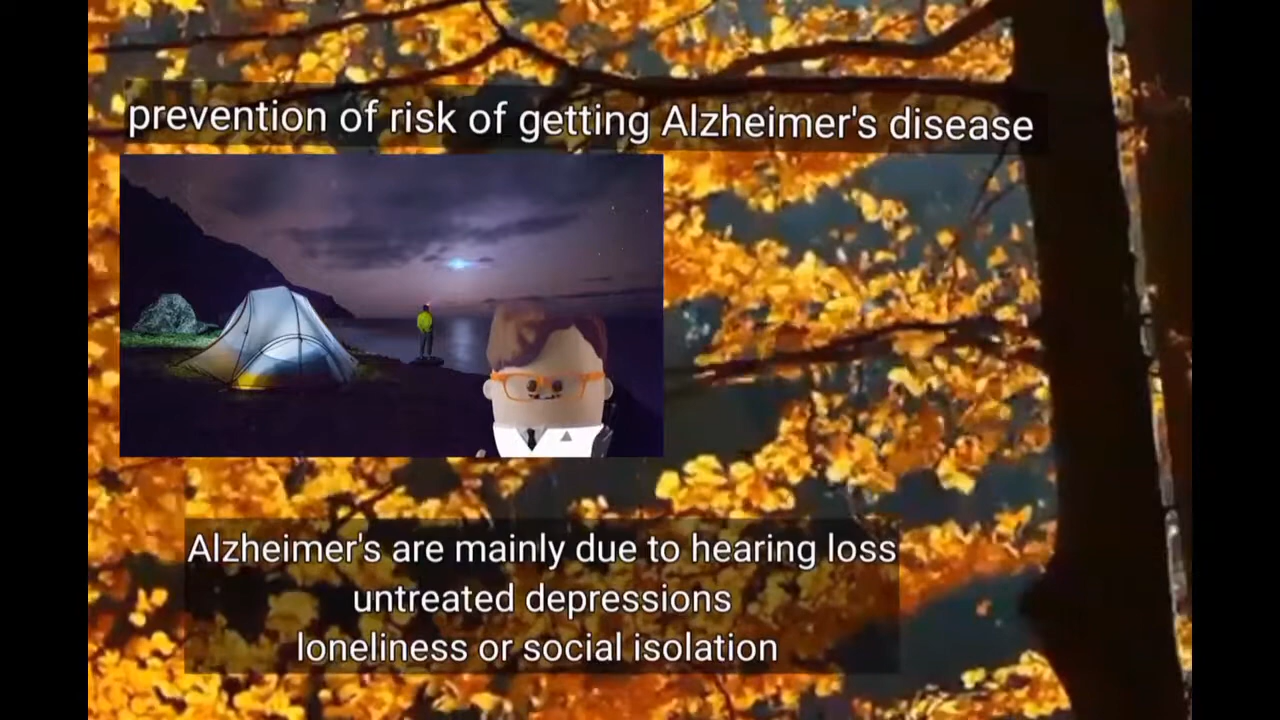 prevention of risk of getting Alzheimer's disease
Alzheimer's are mainly due to hearing loss
untreated depressions
loneliness or social isolation